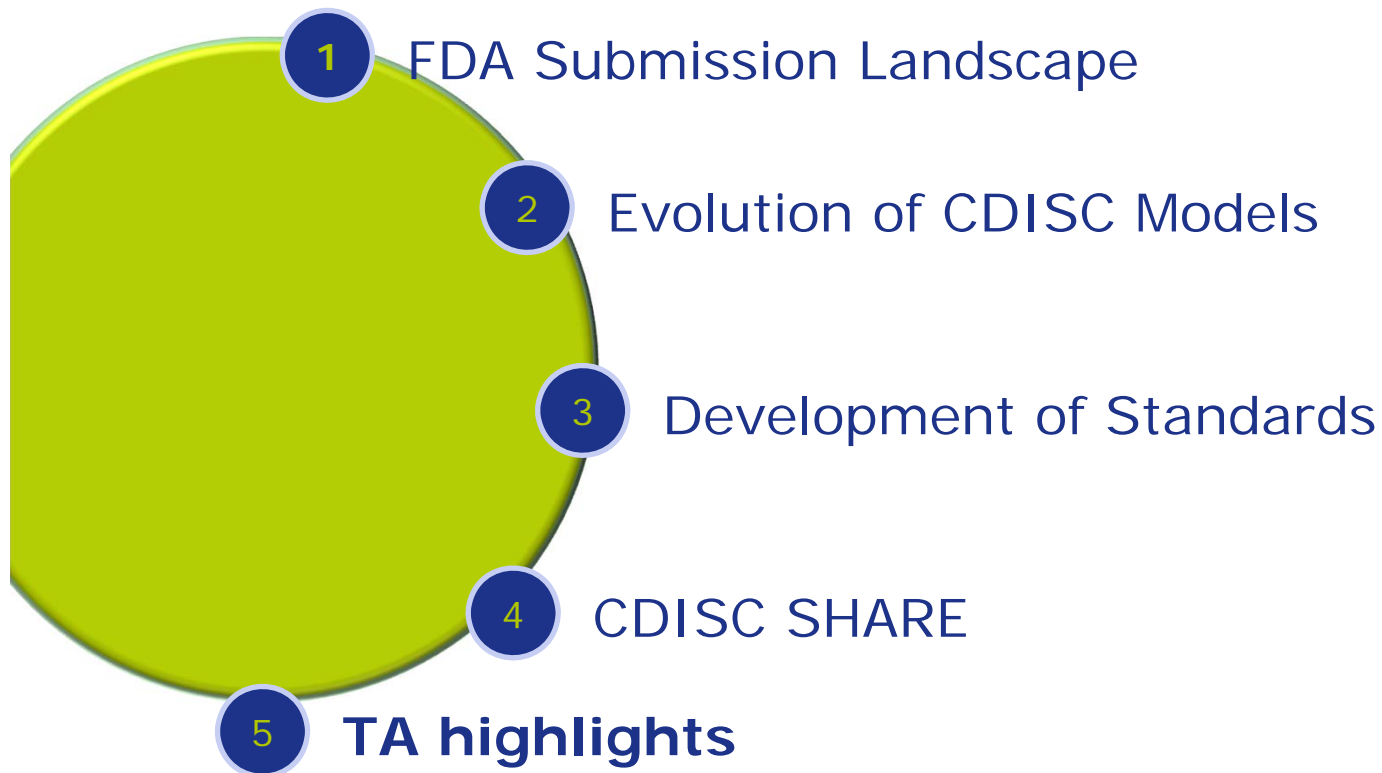 1 FDA Submission Landscape
2 Evolution of CDISC Models
3 Development of Standards
4 CDISC SHARE
5 TA highlights